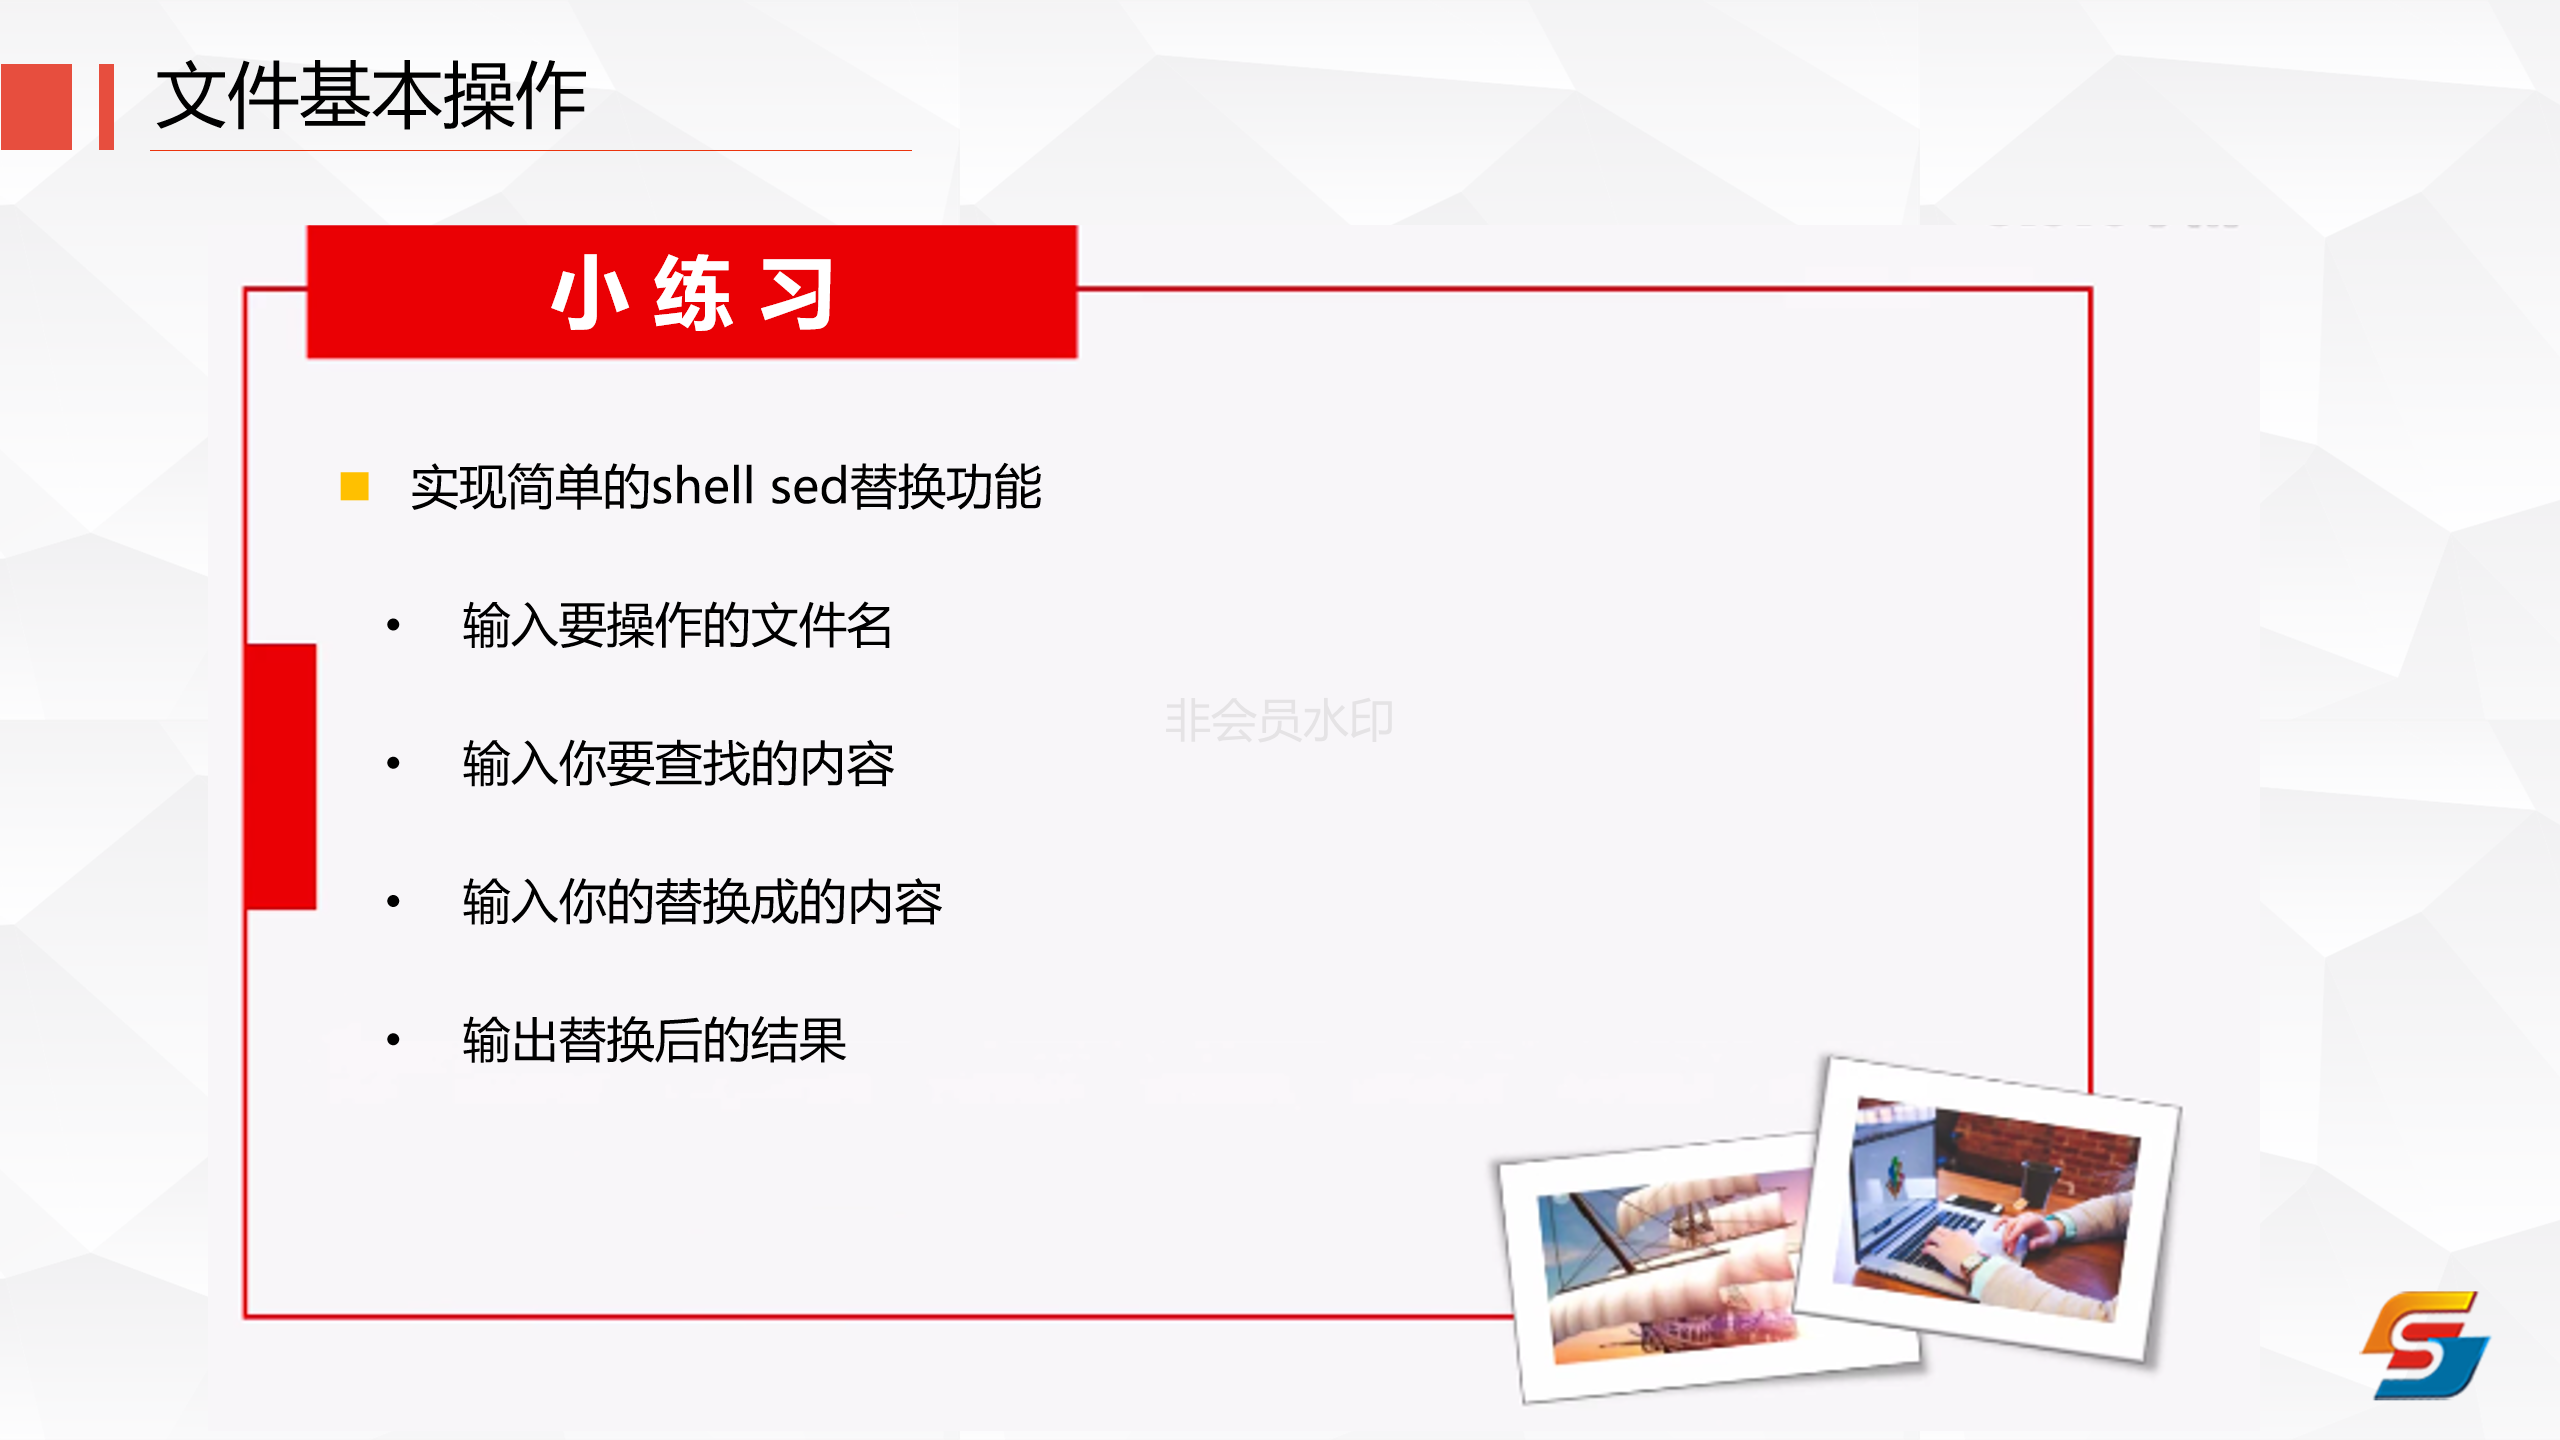 文件基本操作
小练习
实现简单的shell sed替换功能
• 输入要操作的文件名
非会员水印
• 输入你要查找的内容
• 输入你的替换成的内容
• 输出替换后的结果